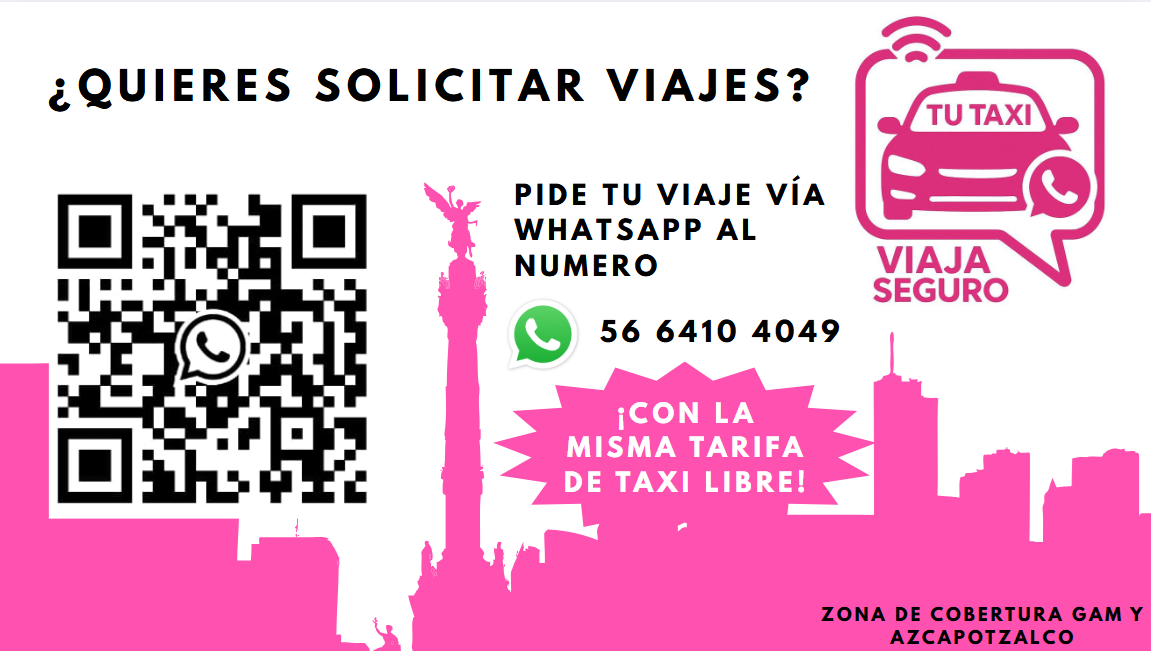 ¿QUIERES SOLICITAR VIAJES?
TU TAXI
VIAJA
SEGURO
PIDE TU VIAJE VÍA
WHATSAPP AL
NUMERO
56 6410 4049
¡CON LA
MISMA TARIFA
DE TAXI LIBRE!
ZONA DE COBERTURA GAM Y
AZCAPOTZALCO